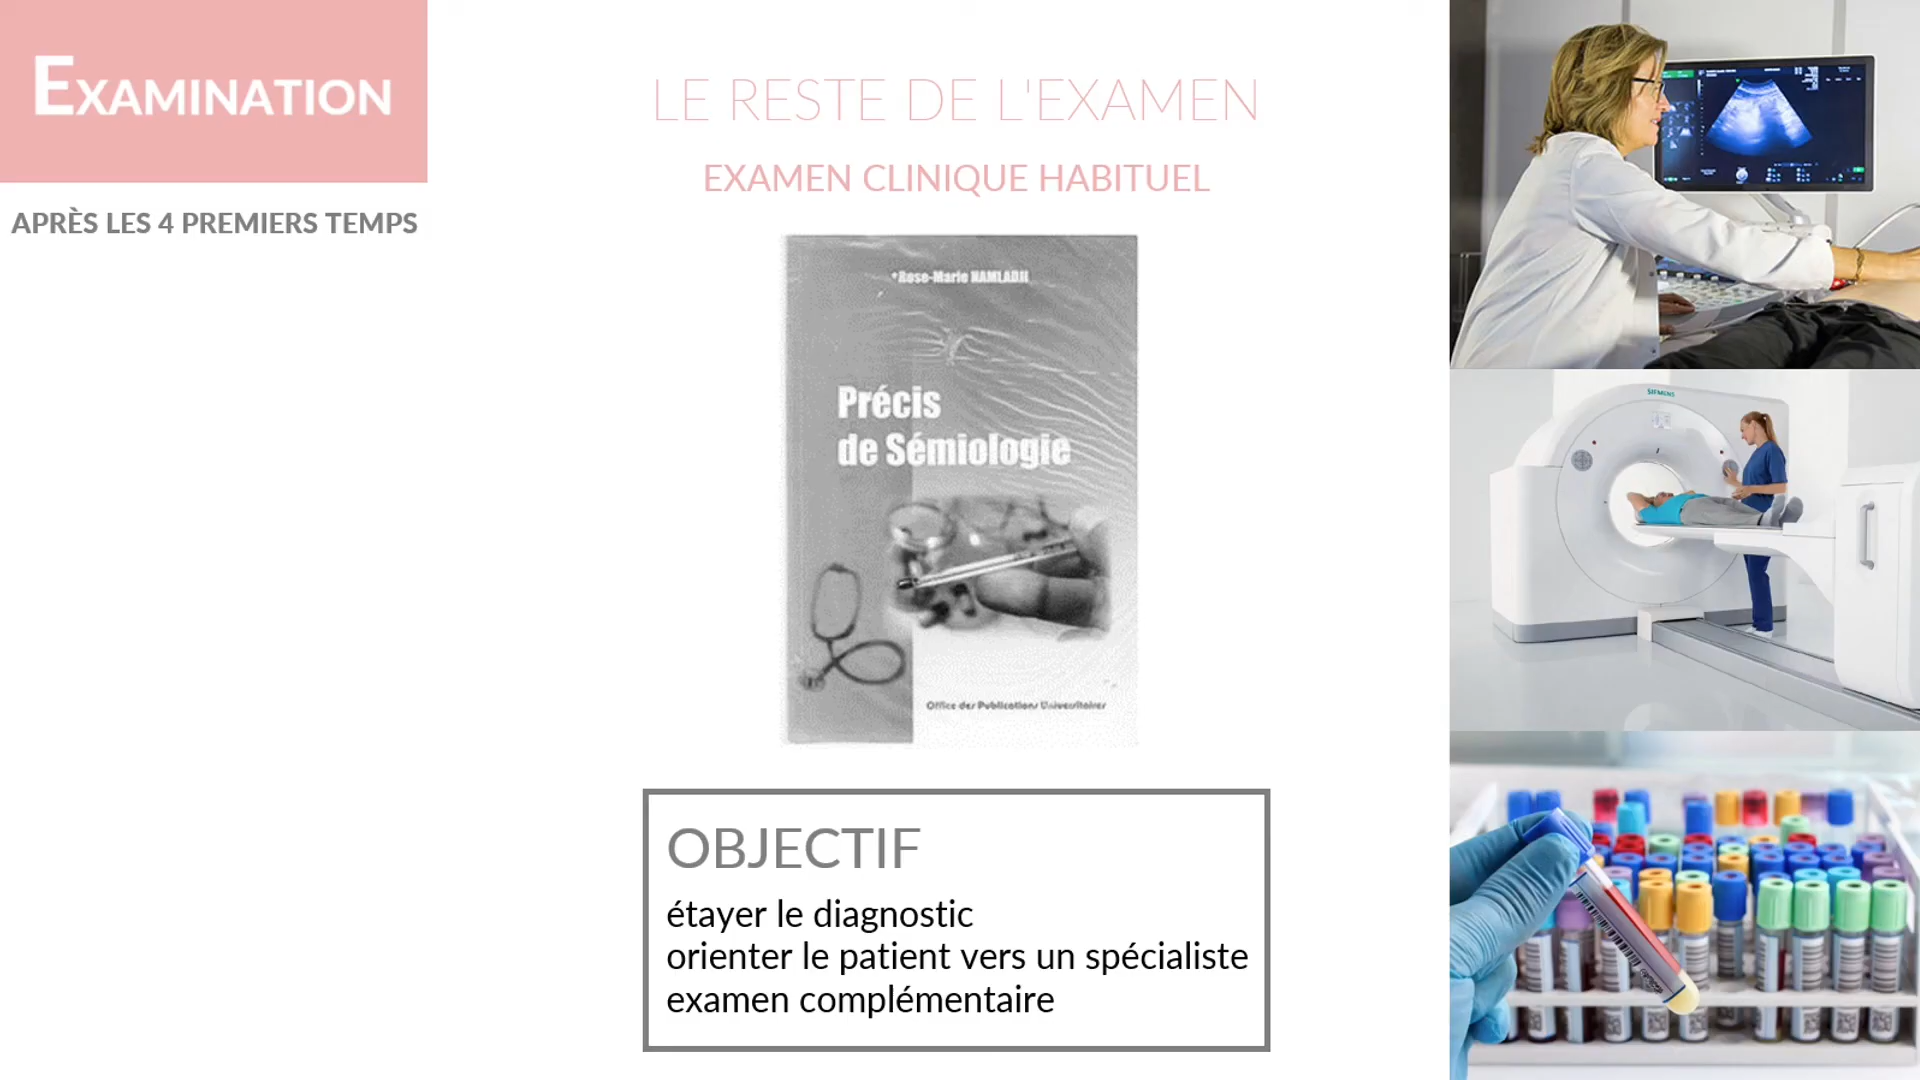 EXAMINATION
APRÈS LES 4 PREMIERS TEMPS
LE RESTE DE L'EXAMEN
EXAMEN CLINIQUE HABITUEL
*Rose-Marie HAMLADJI
Précis
de Sémiologie
Office des Publications Universitaires
OBJECTIF
étayer le diagnostic
orienter le patient vers un spécialiste
examen complémentaire
SIEMENS